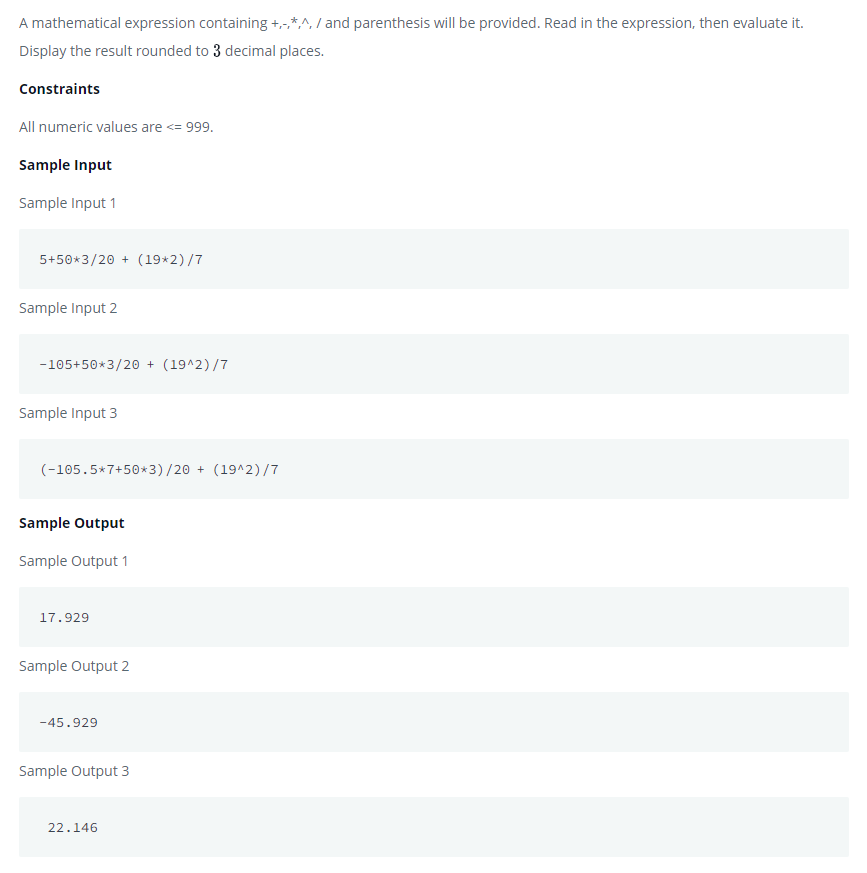 A mathematical expression containing +,-,*,^, / and parenthesis will be provided. Read in the expression, then evaluate it.
Display the result rounded to 3 decimal places.
Constraints
All numeric values are <= 999.
Sample Input
Sample Input 1
5+50*3/20 + (19*2)/7
Sample Input 2
-105+50*3/20 + (19^2)/7
Sample Input 3
(-105.5*7+50*3)/20 + (19^2)/7
Sample Output
Sample Output 1
17.929
Sample Output 2
-45.929
Sample Output 3
22.146